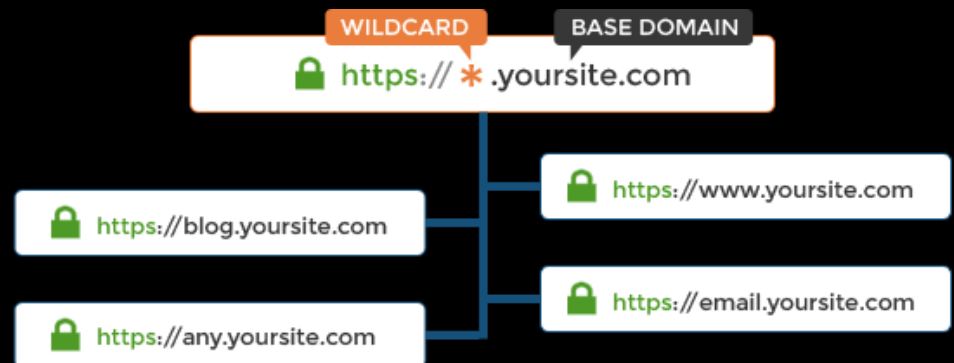 WILDCARD
BASE DOMAIN
https://*.yoursite.com
https://www.yoursite.com
https://blog.yoursite.com
https://email.yoursite.com
https://any.yoursite.com